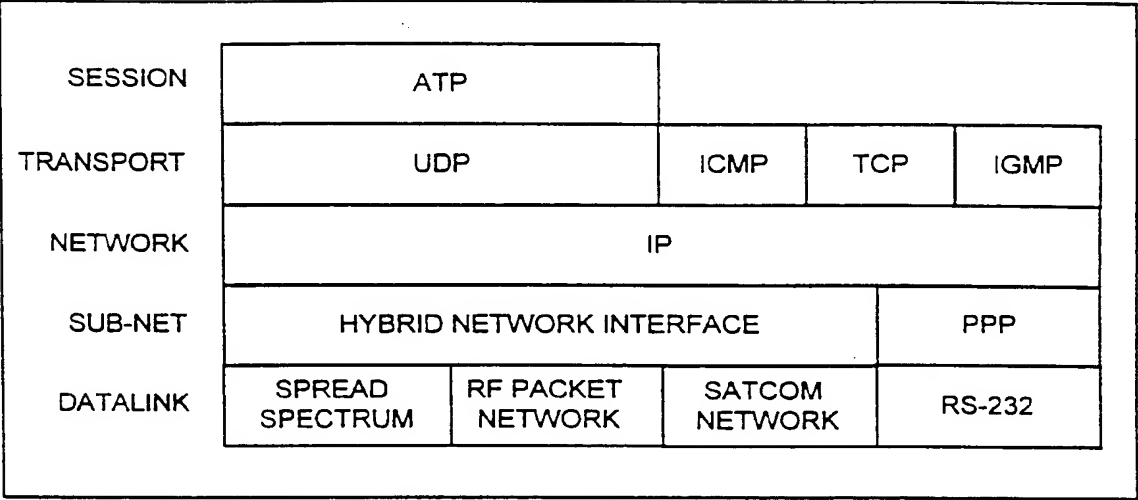 SESSION ATP
TRANSPORT UDP ICMP TCP IGMP
NETWORK IP
SUB-NET HYBRID NETWORK INTERFACE PPP
DATALINK SPREAD SPECTRUM RF PACKET NETWORK SATCOM NETWORK RS-232